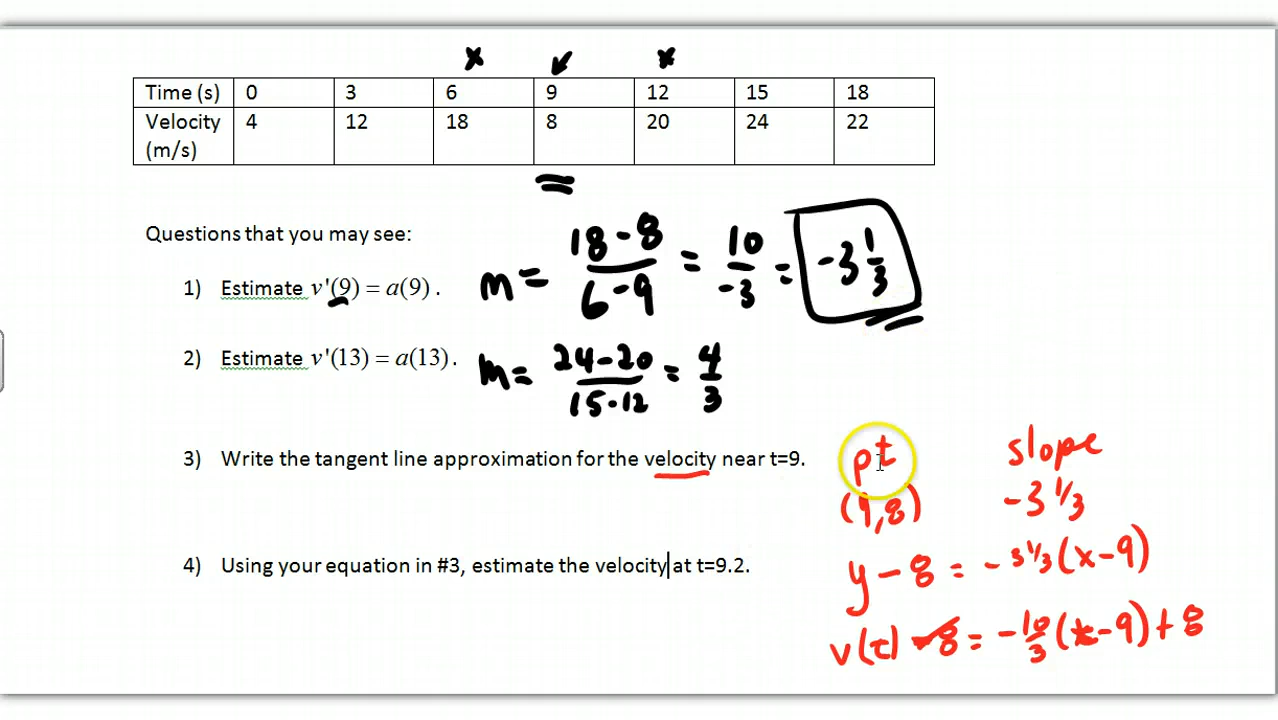 Time (s) 0 3 6 9 12 15 18
Velocity (m/s) 4 12 18 8 20 24 22
Questions that you may see:
1) Estimate v'(9) = a(9). m = 18-8/6-9 = 10/-3 = -3 1/3
2) Estimate v'(13) = a(13). m = 24-20/15-12 = 4/3
3) Write the tangent line approximation for the velocity near t=9.
pt slope
(9,8) -3 1/3
y - 8 = -3 1/3 (x-9)
4) Using your equation in #3, estimate the velocity at t=9.2.
v(t) -8 = -10/3 (t-9) + 8